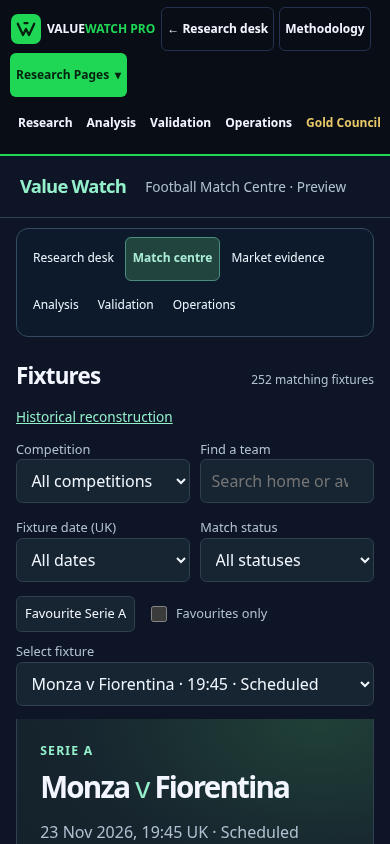 VALUEWATCH PRO
← Research desk
Methodology
Research Pages ▾
Research Analysis Validation Operations Gold Council
Value Watch Football Match Centre · Preview
Research desk Match centre Market evidence
Analysis Validation Operations
Fixtures 252 matching fixtures
Historical reconstruction
Competition Find a team
All competitions Search home or
Fixture date (UK) Match status
All dates All statuses
Favourite Serie A Favourites only
Select fixture
Monza v Fiorentina · 19:45 · Scheduled
SERIE A
Monza v Fiorentina
23 Nov 2026, 19:45 UK · Scheduled